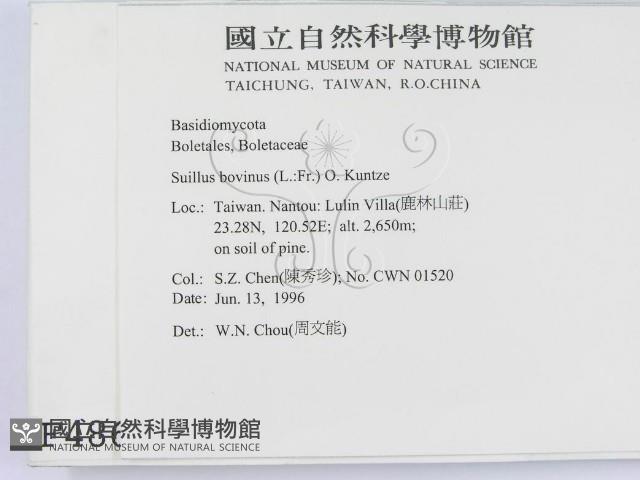 國立自然科學博物館
NATIONAL MUSEUM OF NATURAL SCIENCE
TAICHUNG, TAIWAN, R.O.CHINA
Basidiomycota
Boletales, Boletaceae
Suillus bovinus (L.:Fr.) O. Kuntze
Loc.: Taiwan. Nantou: Lulin Villa(鹿林山莊)
23.28N, 120.52E; alt. 2,650m;
on soil of pine.
Col.: S.Z. Chen(陳秀珍); No. CWN 01520
Date: Jun. 13, 1996
Det.: W.N. Chou(周文能)
國立自然科學博物館
NATIONAL MUSEUM OF NATURAL SCIENCE